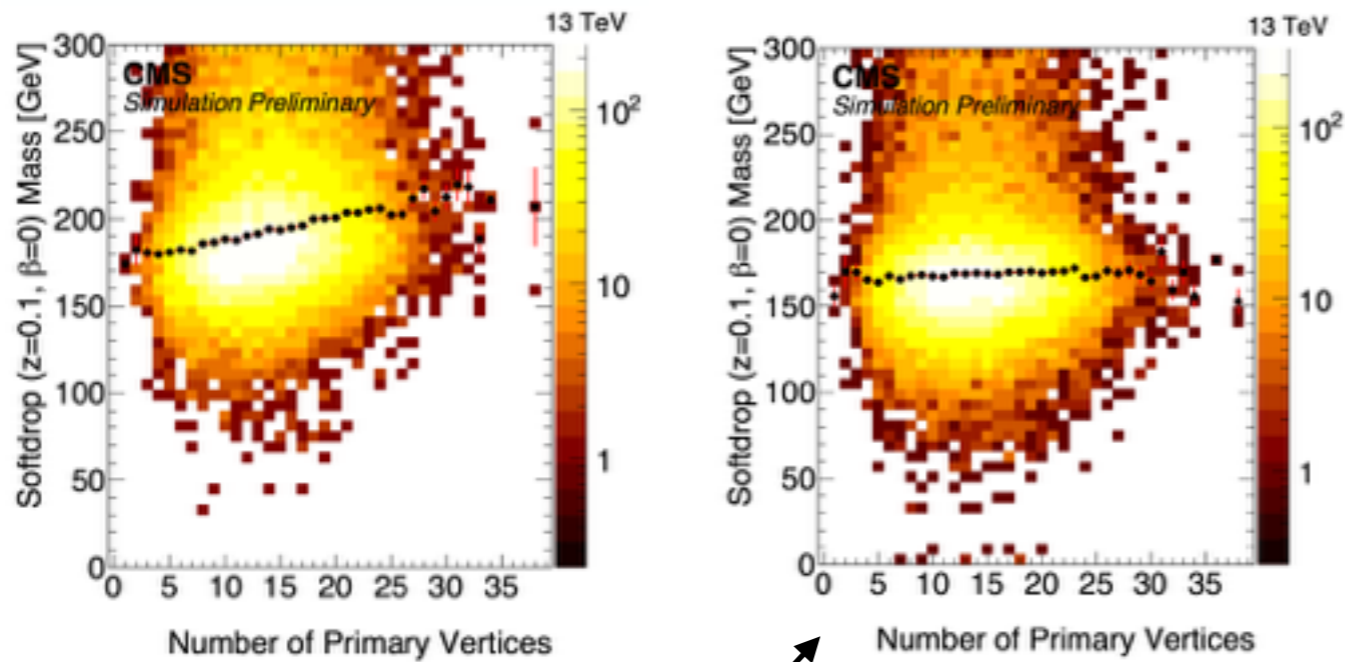 13 TeV
Softdrop (z=0.1, β=0) Mass [GeV]
300
250
200
150
100
50
0
CMS
Simulation Preliminary
10²
10
1
0 5 10 15 20 25 30 35
Number of Primary Vertices
13 TeV
Softdrop (z=0.1, β=0) Mass [GeV]
300
250
200
150
100
50
0
CMS
Simulation Preliminary
10²
10
1
0 5 10 15 20 25 30 35
Number of Primary Vertices